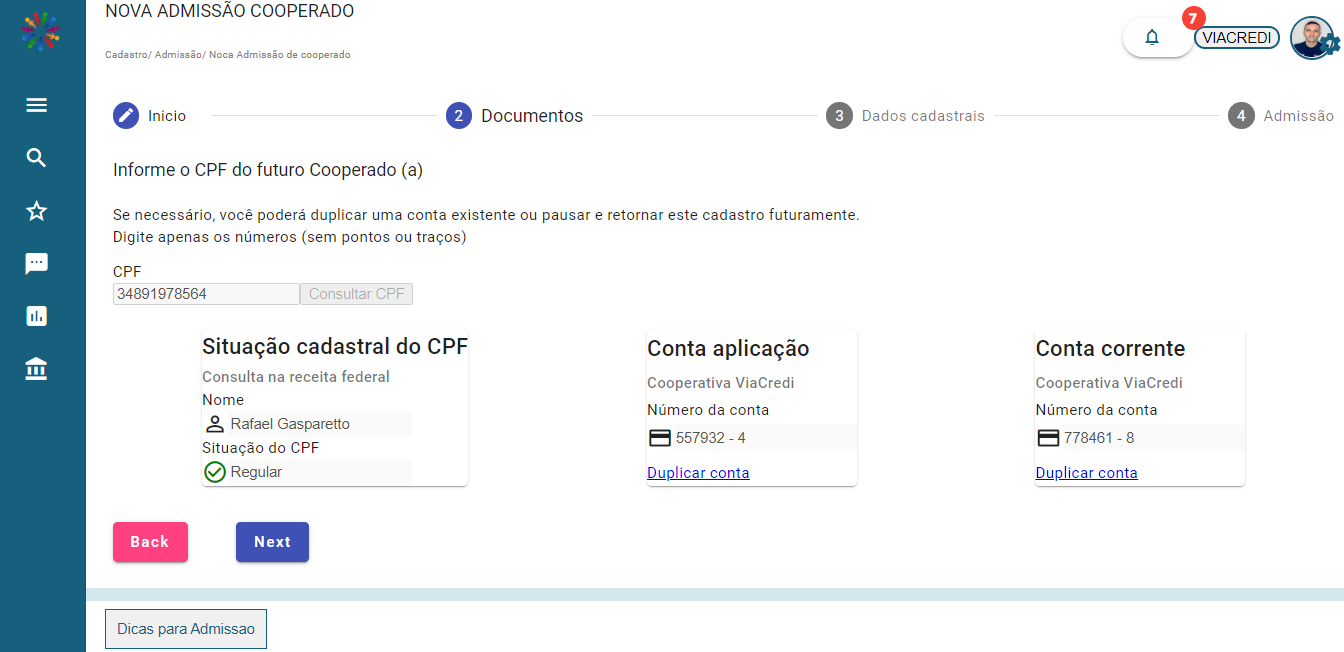 NOVA ADMISSÃO COOPERADO
7
VIACREDI
Cadastro/ Admissão/ Noca Admissão de cooperado
Inicio
2 Documentos
3 Dados cadastrais
4 Admissão
Informe o CPF do futuro Cooperado (a)
Se necessário, você poderá duplicar uma conta existente ou pausar e retornar este cadastro futuramente.
Digite apenas os números (sem pontos ou traços)
CPF
34891978564 Consultar CPF
Situação cadastral do CPF
Consulta na receita federal
Nome
Rafael Gasparetto
Situação do CPF
Regular
Conta aplicação
Cooperativa ViaCredi
Número da conta
557932 - 4
Duplicar conta
Conta corrente
Cooperativa ViaCredi
Número da conta
778461 - 8
Duplicar conta
Back
Next
Dicas para Admissao